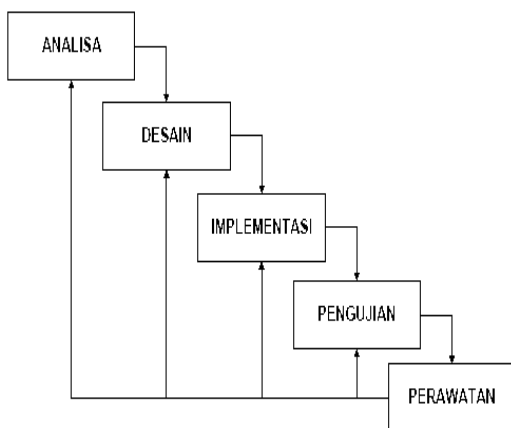 ANALISA
DESAIN
IMPLEMENTASI
PENGUJIAN
PERAWATAN